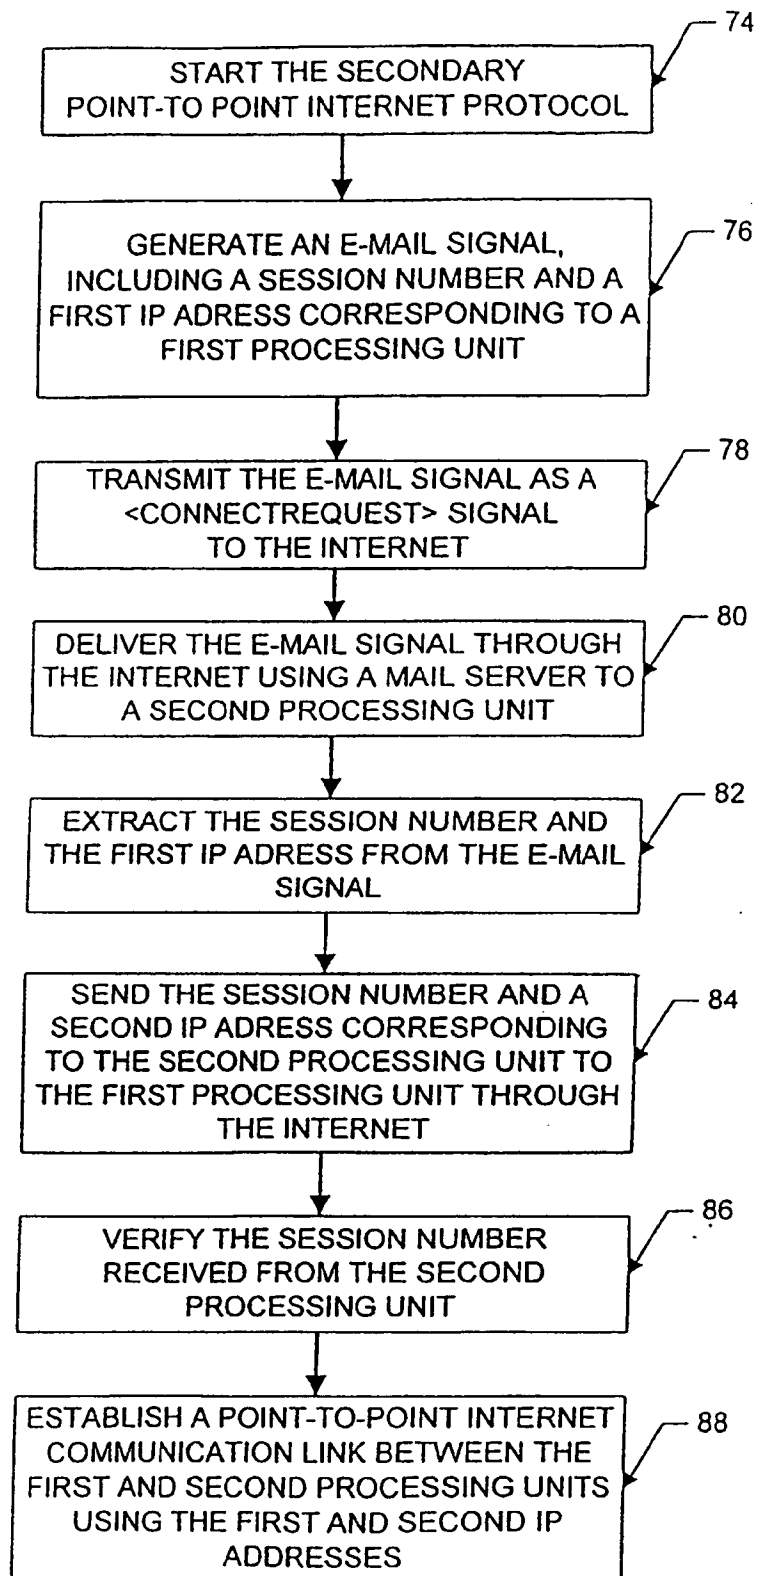 74
START THE SECONDARY
POINT-TO POINT INTERNET PROTOCOL
76
GENERATE AN E-MAIL SIGNAL,
INCLUDING A SESSION NUMBER AND A
FIRST IP ADRESS CORRESPONDING TO A
FIRST PROCESSING UNIT
78
TRANSMIT THE E-MAIL SIGNAL AS A
<CONNECTREQUEST> SIGNAL
TO THE INTERNET
80
DELIVER THE E-MAIL SIGNAL THROUGH
THE INTERNET USING A MAIL SERVER TO
A SECOND PROCESSING UNIT
82
EXTRACT THE SESSION NUMBER AND
THE FIRST IP ADRESS FROM THE E-MAIL
SIGNAL
84
SEND THE SESSION NUMBER AND A
SECOND IP ADRESS CORRESPONDING
TO THE SECOND PROCESSING UNIT TO
THE FIRST PROCESSING UNIT THROUGH
THE INTERNET
86
VERIFY THE SESSION NUMBER
RECEIVED FROM THE SECOND
PROCESSING UNIT
88
ESTABLISH A POINT-TO-POINT INTERNET
COMMUNICATION LINK BETWEEN THE
FIRST AND SECOND PROCESSING UNITS
USING THE FIRST AND SECOND IP
ADDRESSES